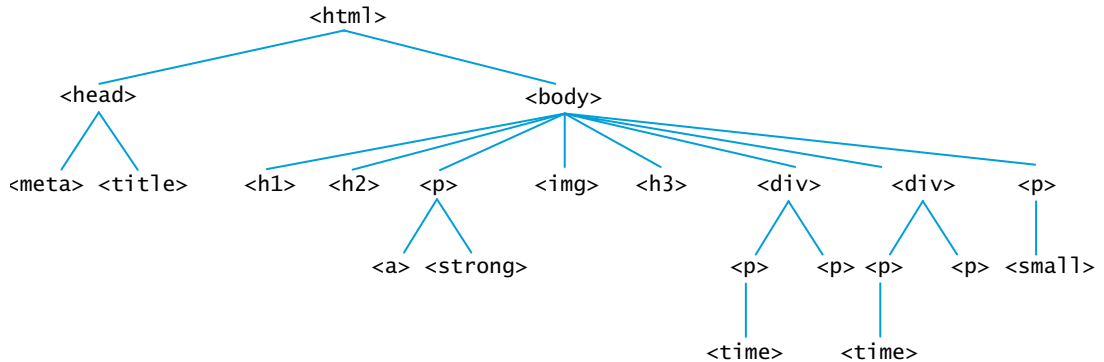 <html>
<head> <body>
<meta> <title> <h1> <h2> <p> <img> <h3> <div> <div> <p>
<a> <strong> <p> <p> <p> <p> <small>
<time> <time>